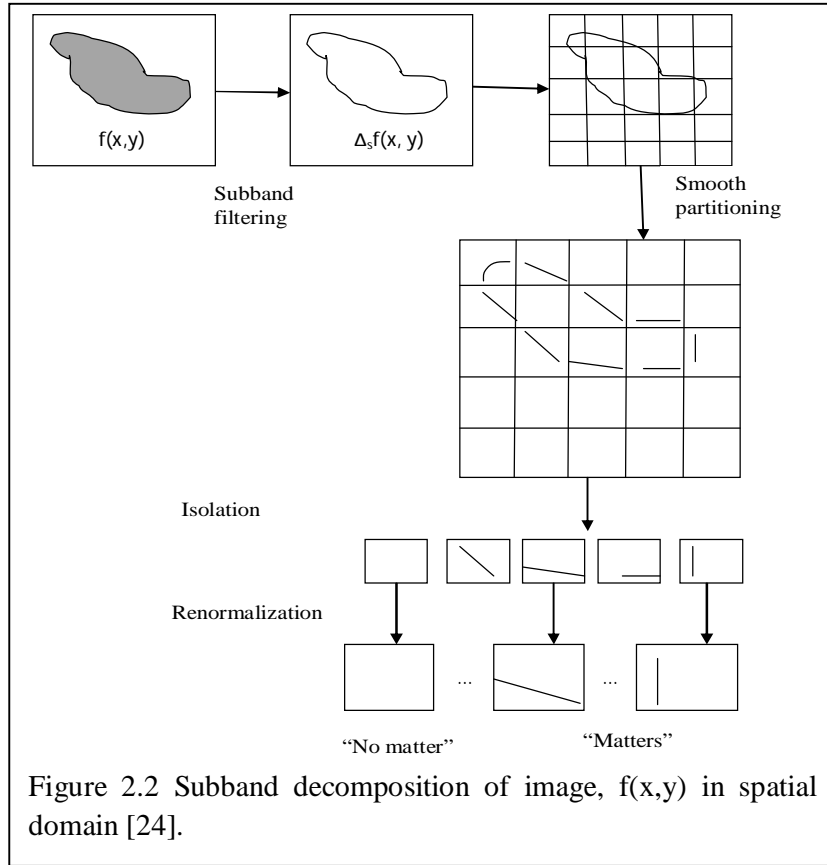 f(x,y)
Δₛf(x, y)
Subband
filtering
Smooth
partitioning
Isolation
Renormalization
...
...
“No matter”
“Matters”
Figure 2.2 Subband decomposition of image, f(x,y) in spatial
domain [24].